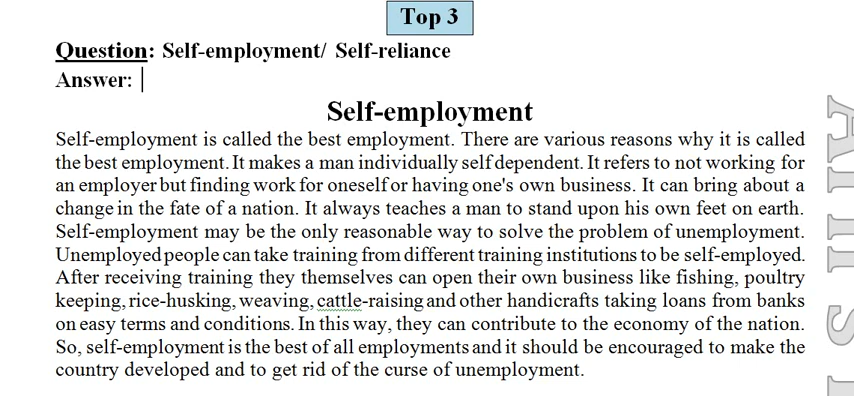 Top 3
Question: Self-employment/ Self-reliance
Answer:
Self-employment
Self-employment is called the best employment. There are various reasons why it is called
the best employment. It makes a man individually self dependent. It refers to not working for
an employer but finding work for oneself or having one's own business. It can bring about a
change in the fate of a nation. It always teaches a man to stand upon his own feet on earth.
Self-employment may be the only reasonable way to solve the problem of unemployment.
Unemployed people can take training from different training institutions to be self-employed.
After receiving training they themselves can open their own business like fishing, poultry
keeping, rice-husking, weaving, cattle-raising and other handicrafts taking loans from banks
on easy terms and conditions. In this way, they can contribute to the economy of the nation.
So, self-employment is the best of all employments and it should be encouraged to make the
country developed and to get rid of the curse of unemployment.